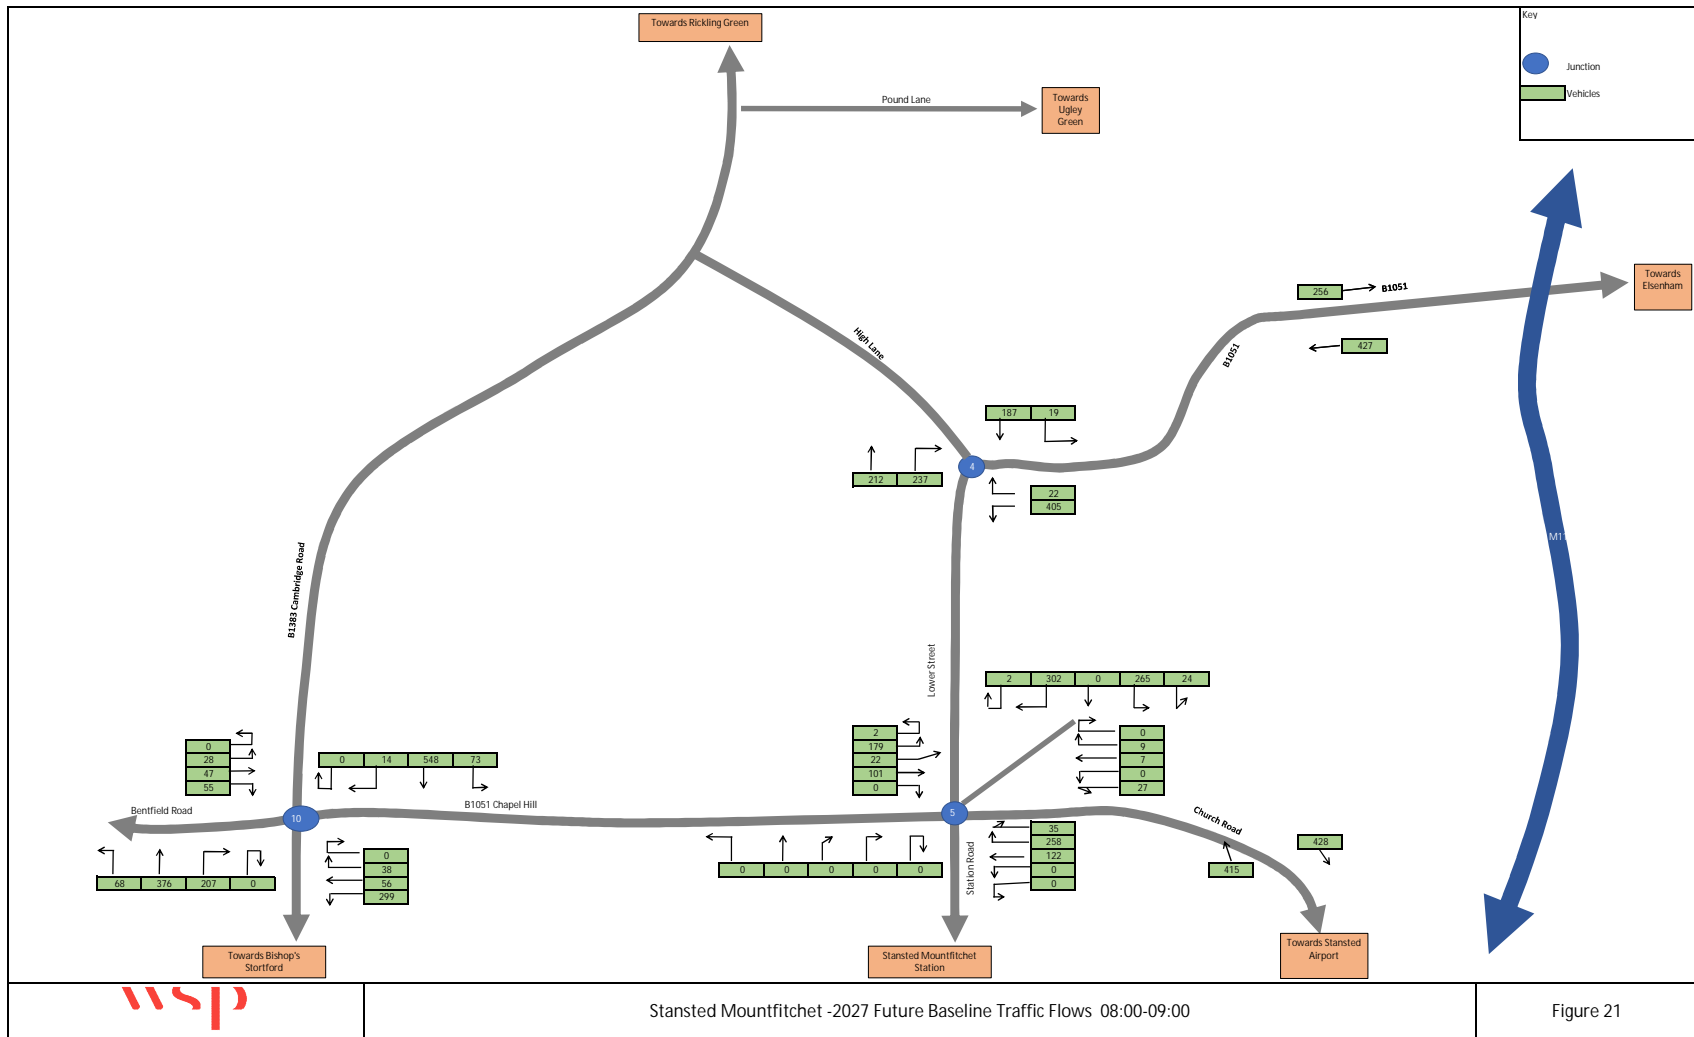 Towards Rickling Green
Key
Junction
Vehicles
Pound Lane
Towards
Ugley
Green
Towards
Elsenham
256
B1051
427
B1051
High Lane
187 19
212 237
4
22
405
M11
B1383 Cambridge Road
Lower Street
2 302 0 265 24
0
28
47
55
0 14 548 73
2
179
22
101
0
0
9
7
0
27
Bentfield Road
10
B1051 Chapel Hill
5
Church Road
68 376 207 0
0
38
56
299
0 0 0 0 0
Station Road
35
258
122
0
0
415
428
Towards Bishop's
Stortford
Stansted Mountfitchet
Station
Towards Stansted
Airport
wsp
Stansted Mountfitchet -2027 Future Baseline Traffic Flows 08:00-09:00
Figure 21